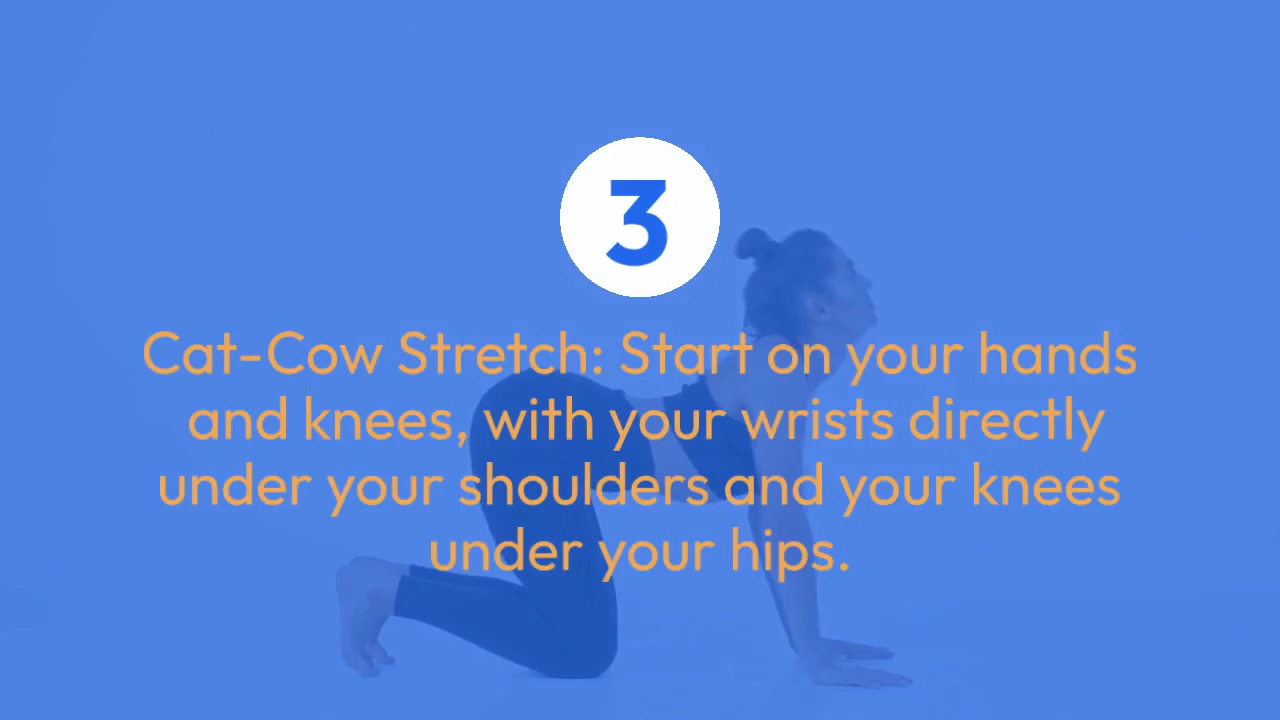 3
Cat-Cow Stretch: Start on your hands
and knees, with your wrists directly
under your shoulders and your knees
under your hips.